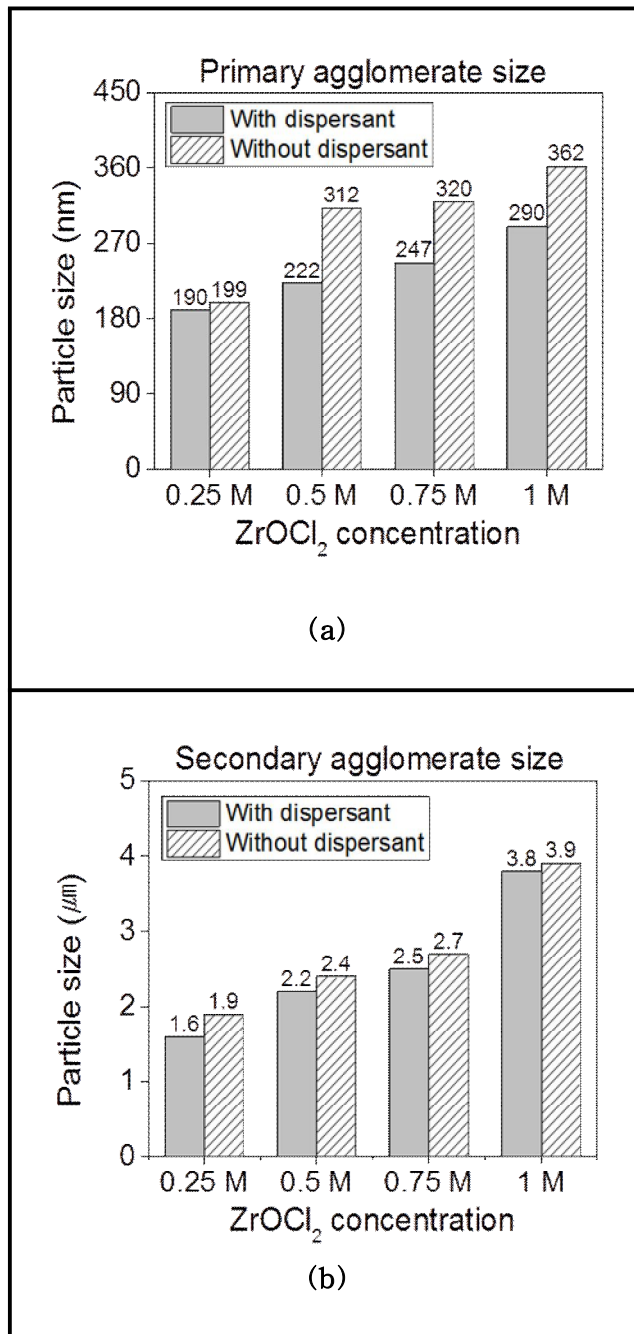 Primary agglomerate size
450
360
270
180
90
0
Particle size (nm)
With dispersant
Without dispersant
190
199
222
312
247
320
290
362
0.25 M 0.5 M 0.75 M 1 M
ZrOCl₂ concentration
(a)
Secondary agglomerate size
5
4
3
2
1
0
Particle size (㎛)
With dispersant
Without dispersant
1.6
1.9
2.2
2.4
2.5
2.7
3.8
3.9
0.25 M 0.5 M 0.75 M 1 M
ZrOCl₂ concentration
(b)